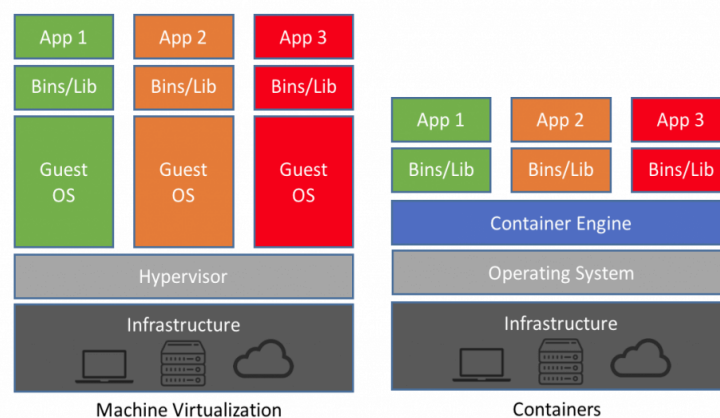 App 1
App 2
App 3
Bins/Lib
Bins/Lib
Bins/Lib
Guest
OS
Guest
OS
Guest
OS
Hypervisor
Infrastructure
Machine Virtualization
App 1
App 2
App 3
Bins/Lib
Bins/Lib
Bins/Lib
Container Engine
Operating System
Infrastructure
Containers